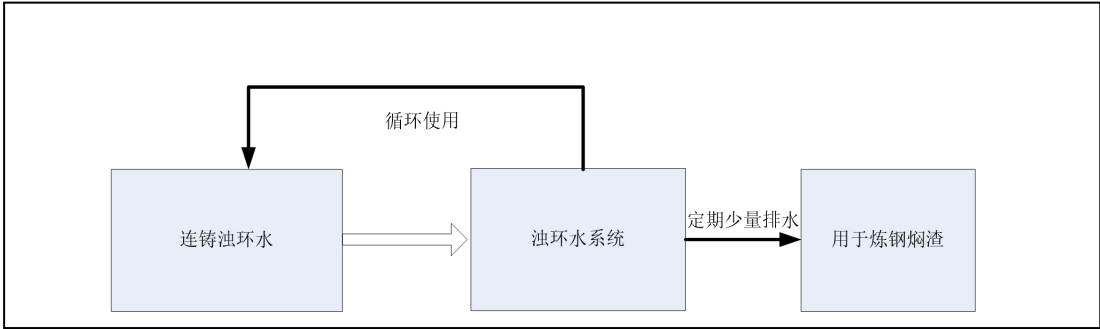 循环使用
连铸浊环水
浊环水系统
定期少量排水
用于炼钢焖渣